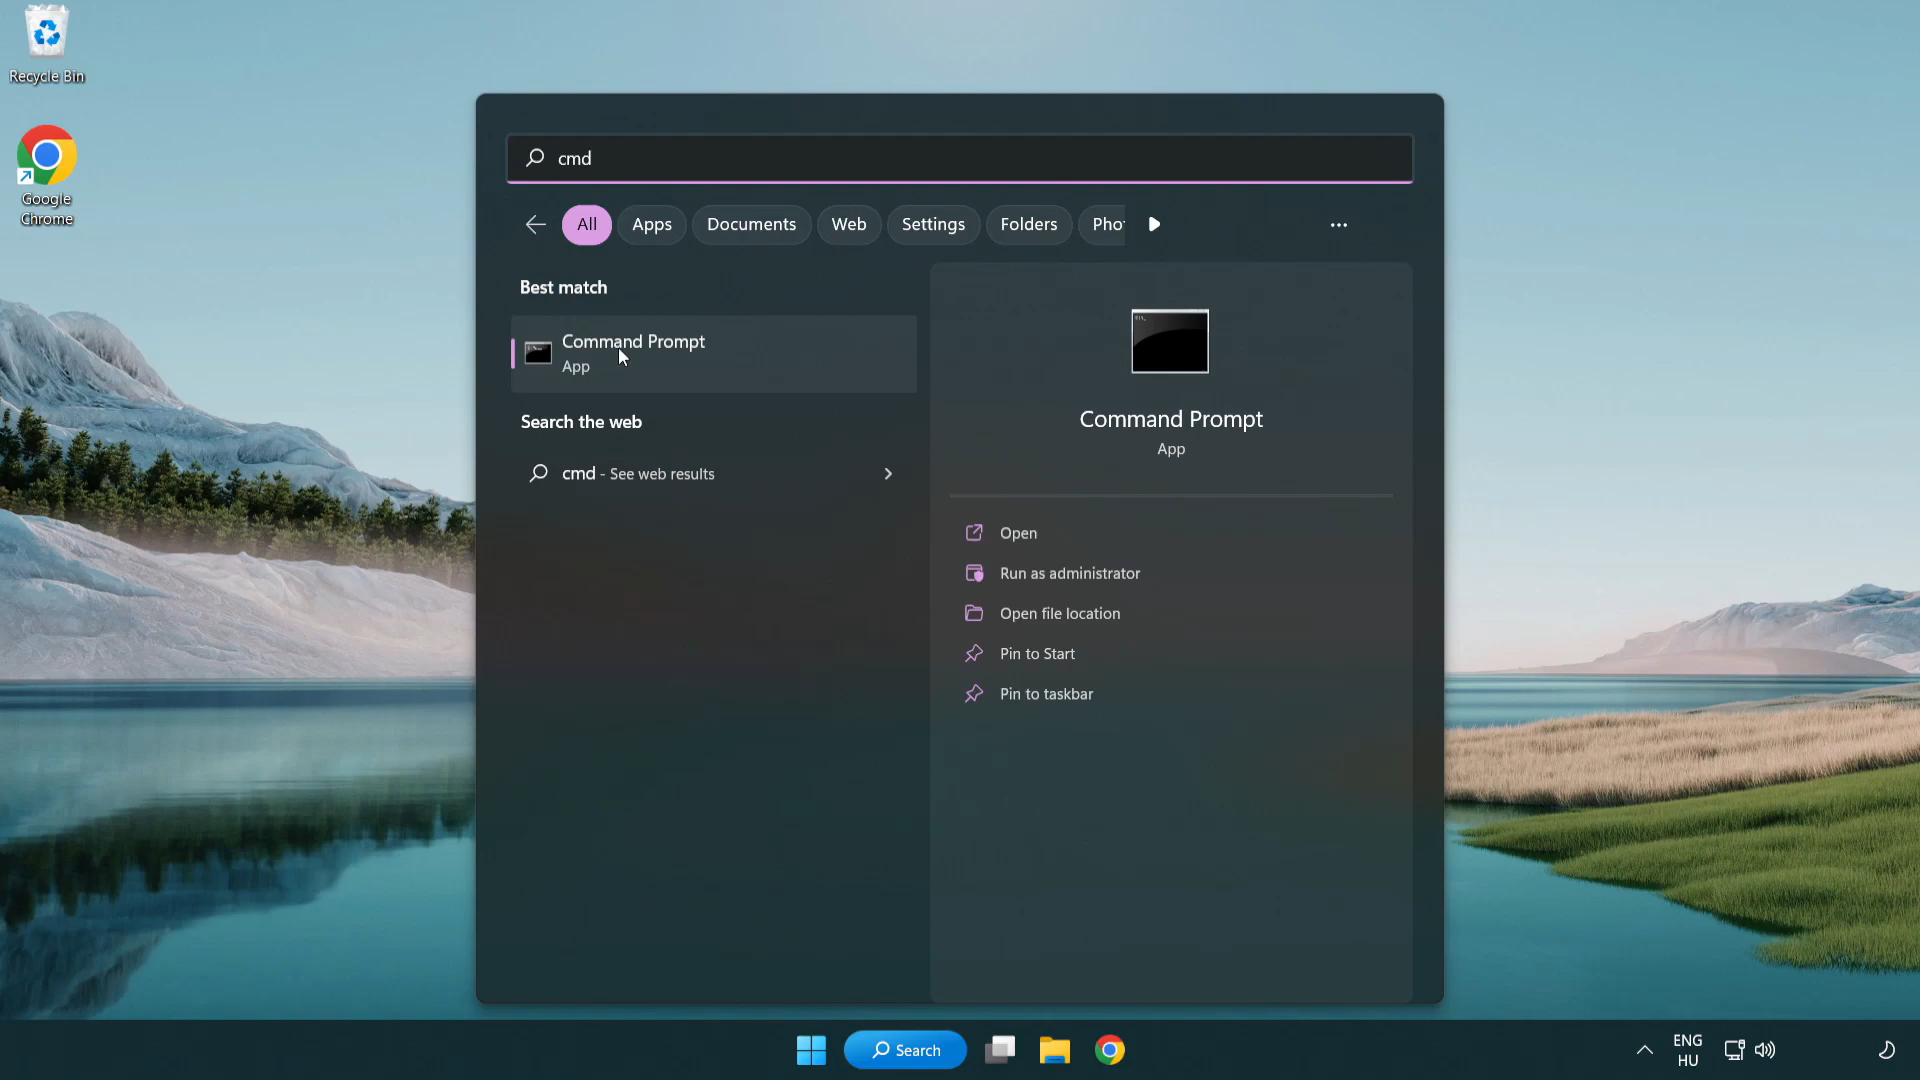 Recycle Bin
Google
Chrome
cmd
All
Apps
Documents
Web
Settings
Folders
Pho
Best match
Command Prompt
App
Search the web
cmd - See web results
Command Prompt
App
Open
Run as administrator
Open file location
Pin to Start
Pin to taskbar
Search
ENG
HU